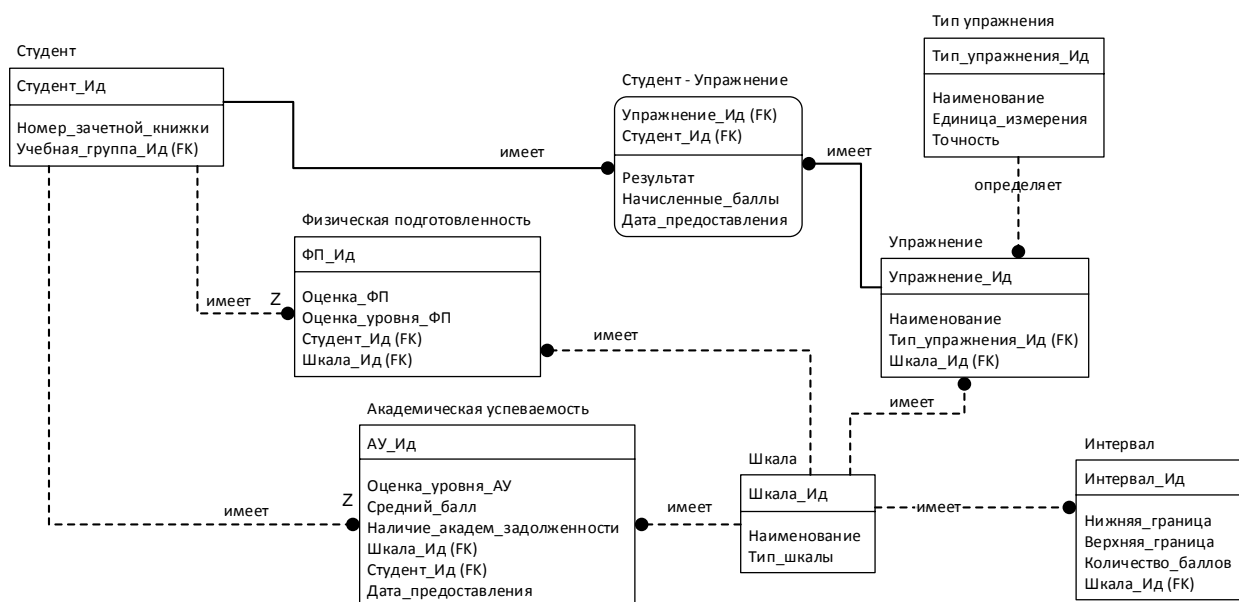 Тип упражнения
Тип_упражнения_Ид
Наименование
Единица_измерения
Точность
определяет
Студент
Студент_Ид
Номер_зачетной_книжки
Учебная_группа_Ид (FK)
имеет
Студент - Упражнение
Упражнение_Ид (FK)
Студент_Ид (FK)
Результат
Начисленные_баллы
Дата_предоставления
имеет
Физическая подготовленность
ФП_Ид
Оценка_ФП
Оценка_уровня_ФП
Студент_Ид (FK)
Шкала_Ид (FK)
имеет
Z
имеет
Упражнение
Упражнение_Ид
Наименование
Тип_упражнения_Ид (FK)
Шкала_Ид (FK)
имеет
Академическая успеваемость
АУ_Ид
Оценка_уровня_АУ
Средний_балл
Наличие_академ_задолженности
Шкала_Ид (FK)
Студент_Ид (FK)
Дата_предоставления
имеет
Z
имеет
Шкала
Шкала_Ид
Наименование
Тип_шкалы
имеет
Интервал
Интервал_Ид
Нижняя_граница
Верхняя_граница
Количество_баллов
Шкала_Ид (FK)